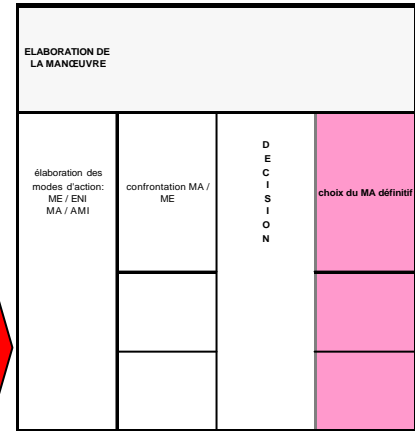 ELABORATION DE
LA MANŒUVRE
élaboration des
modes d'action:
ME / ENI
MA / AMI
confrontation MA /
ME
D
E
C
I
S
I
O
N
choix du MA définitif